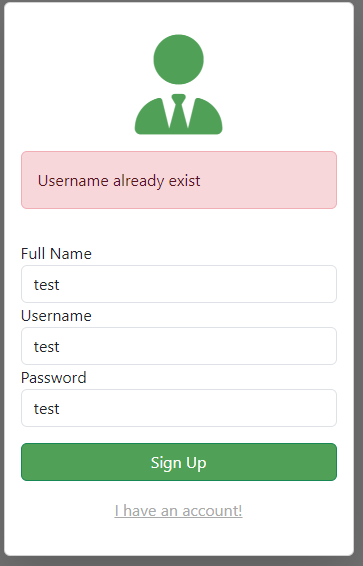 Username already exist
Full Name
test
Username
test
Password
test
Sign Up
I have an account!